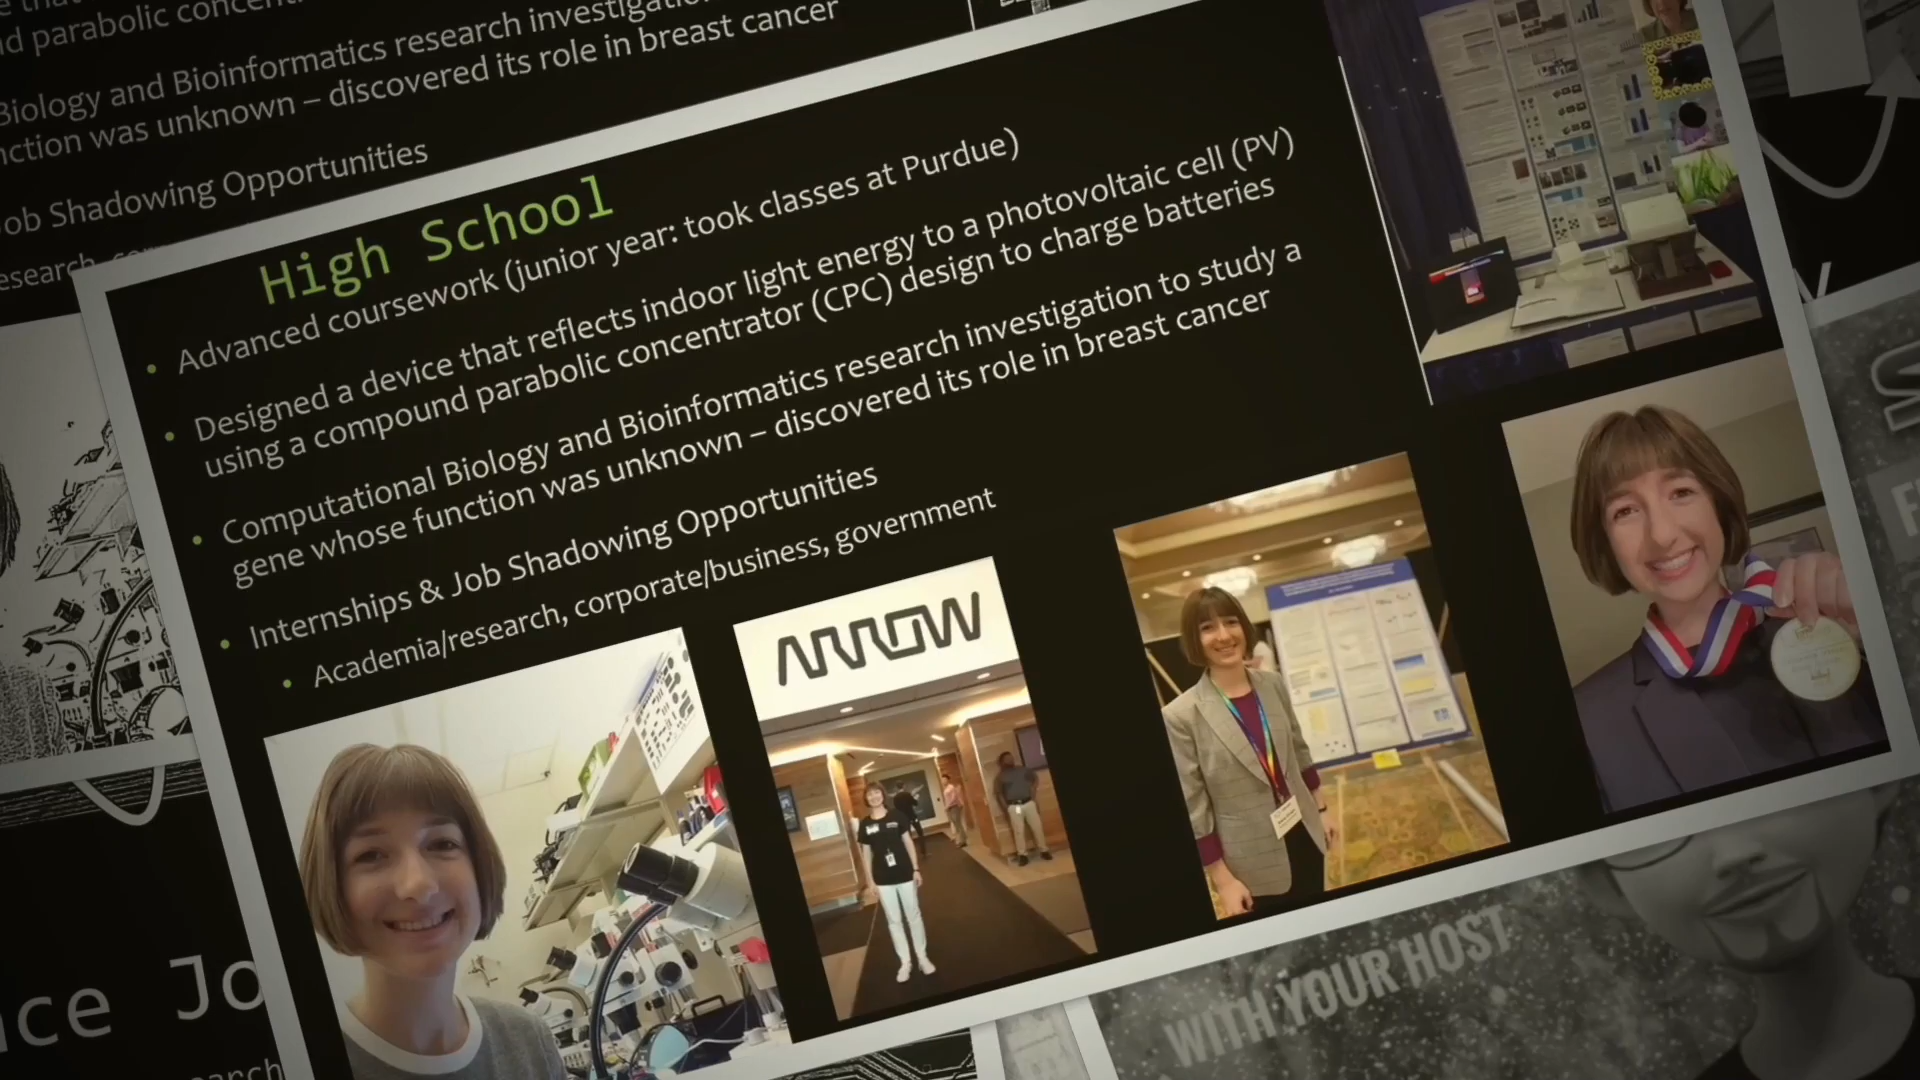 d parabolic
Biology and Bioinformatics research
ction was unknown – discovered its role in breast cancer
ob Shadowing Opportunities
esearch
High School
• Advanced coursework (junior year: took classes at Purdue)
• Designed a device that reflects indoor light energy to a photovoltaic cell (PV)
using a compound parabolic concentrator (CPC) design to charge batteries
• Computational Biology and Bioinformatics research investigation to study a
gene whose function was unknown – discovered its role in breast cancer
• Internships & Job Shadowing Opportunities
• Academia/research, corporate/business, government
ARROW
nce Jo
arch
WITH YOUR HOST